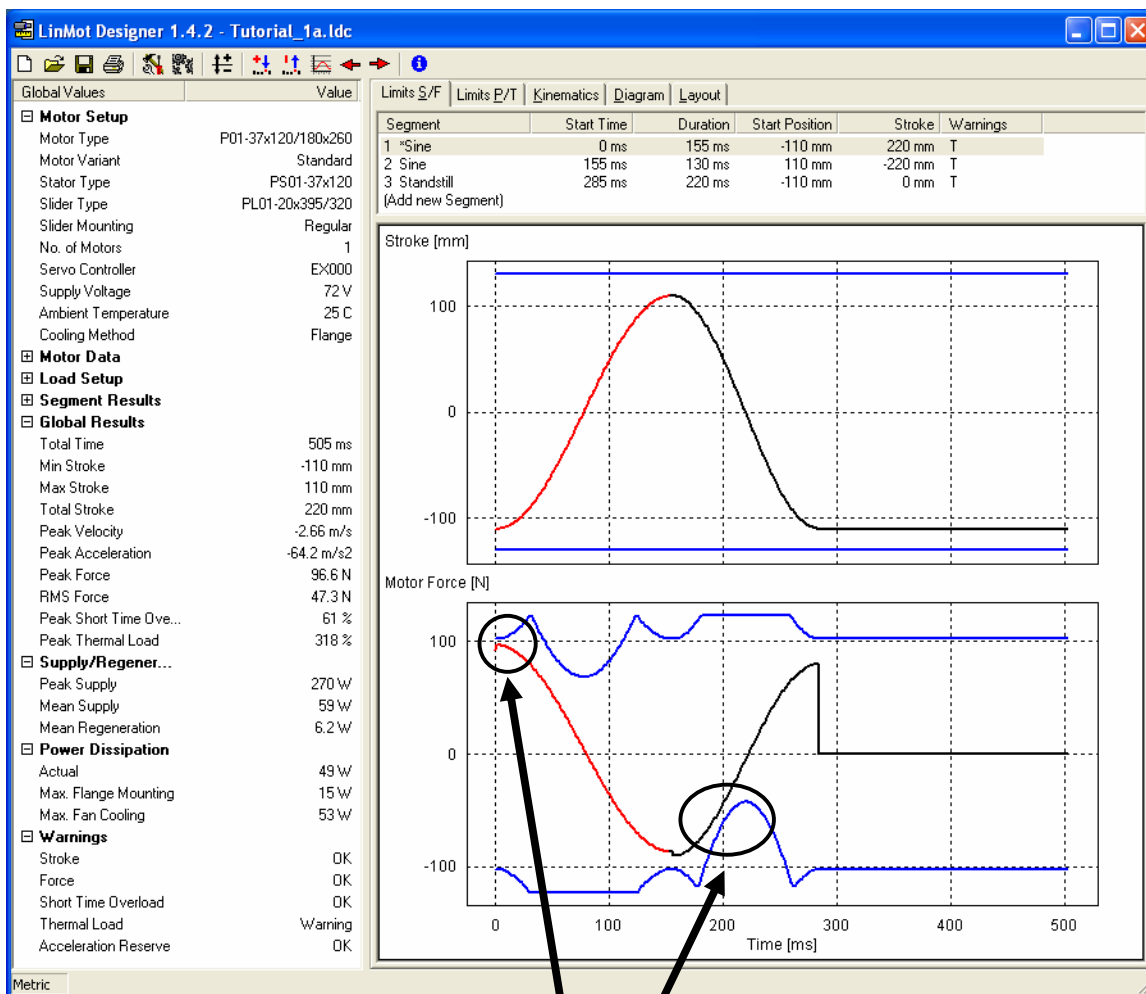 LinMot Designer 1.4.2 - Tutorial_1a.ldc
Global Values Value
Motor Setup
Motor Type P01-37x120/180x260
Motor Variant Standard
Stator Type PS01-37x120
Slider Type PL01-20x395/320
Slider Mounting Regular
No. of Motors 1
Servo Controller EX000
Supply Voltage 72 V
Ambient Temperature 25 C
Cooling Method Flange
Motor Data
Load Setup
Segment Results
Global Results
Total Time 505 ms
Min Stroke -110 mm
Max Stroke 110 mm
Total Stroke 220 mm
Peak Velocity -2.66 m/s
Peak Acceleration -64.2 m/s2
Peak Force 96.6 N
RMS Force 47.3 N
Peak Short Time Ove... 61 %
Peak Thermal Load 318 %
Supply/Regener...
Peak Supply 270 W
Mean Supply 59 W
Mean Regeneration 6.2 W
Power Dissipation
Actual 49 W
Max. Flange Mounting 15 W
Max. Fan Cooling 53 W
Warnings
Stroke OK
Force OK
Short Time Overload OK
Thermal Load Warning
Acceleration Reserve OK
Limits S/F Limits P/T Kinematics Diagram Layout
Segment Start Time Duration Start Position Stroke Warnings
1 *Sine 0 ms 155 ms -110 mm 220 mm T
2 Sine 155 ms 130 ms 110 mm -220 mm T
3 Standstill 285 ms 220 ms -110 mm 0 mm T
(Add new Segment)
Stroke [mm]
100
0
-100
Motor Force [N]
100
0
-100
0 100 200 300 400 500
Time [ms]
Metric